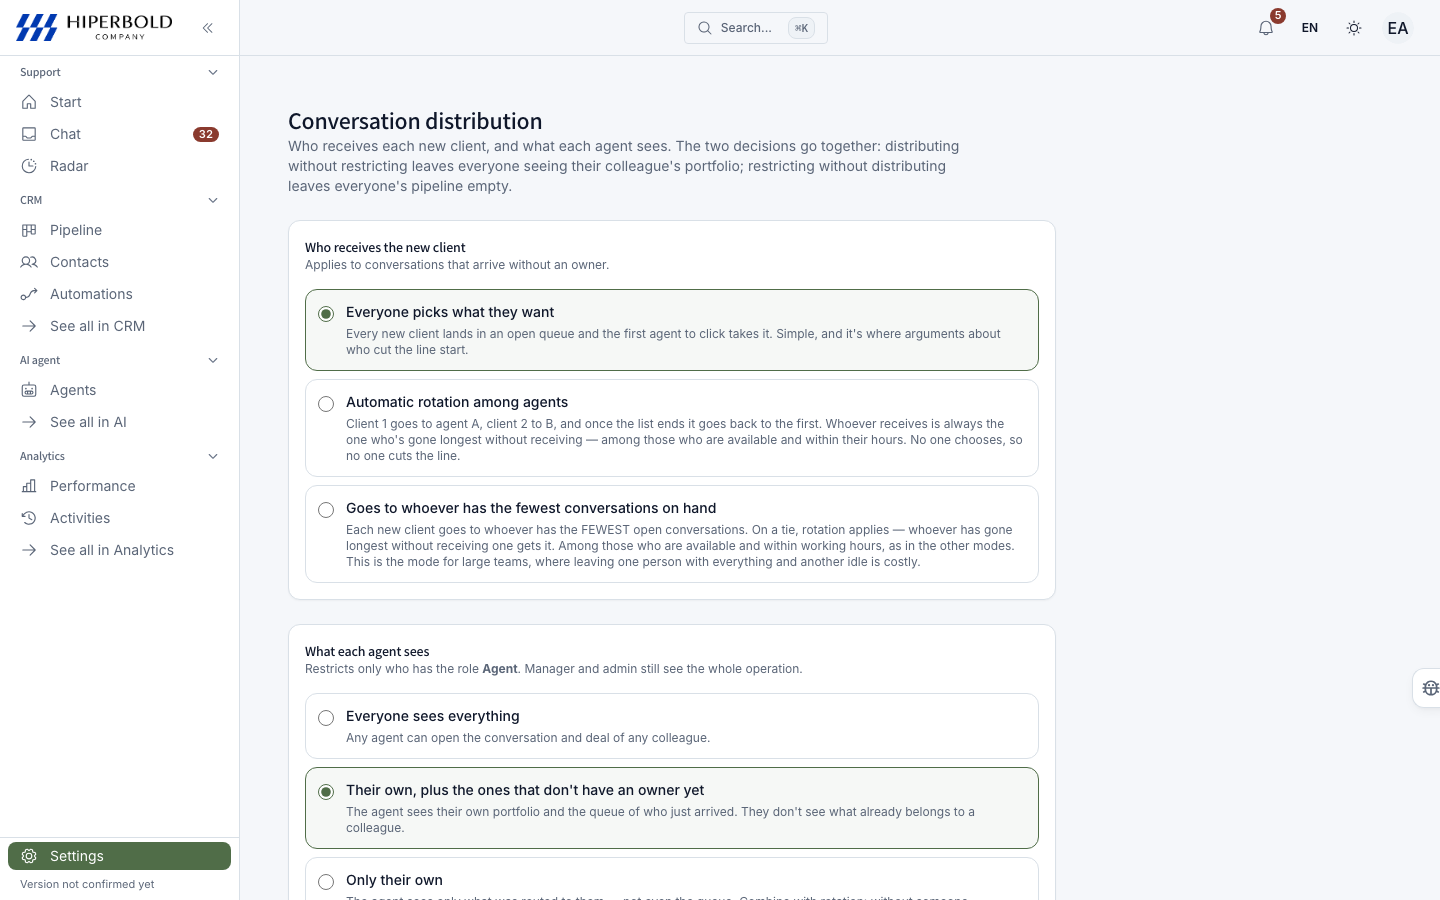 HIPERBOLD
COMPANY
Search...
⌘K
5
EN
EA
Support
Start
Chat
32
Radar
CRM
Pipeline
Contacts
Automations
See all in CRM
AI agent
Agents
See all in AI
Analytics
Performance
Activities
See all in Analytics
Settings
Version not confirmed yet
Conversation distribution
Who receives each new client, and what each agent sees. The two decisions go together: distributing
without restricting leaves everyone seeing their colleague's portfolio; restricting without distributing
leaves everyone's pipeline empty.
Who receives the new client
Applies to conversations that arrive without an owner.
Everyone picks what they want
Every new client lands in an open queue and the first agent to click takes it. Simple, and it's where arguments about
who cut the line start.
Automatic rotation among agents
Client 1 goes to agent A, client 2 to B, and once the list ends it goes back to the first. Whoever receives is always the
one who's gone longest without receiving — among those who are available and within their hours. No one chooses, so
no one cuts the line.
Goes to whoever has the fewest conversations on hand
Each new client goes to whoever has the FEWEST open conversations. On a tie, rotation applies — whoever has gone
longest without receiving one gets it. Among those who are available and within working hours, as in the other modes.
This is the mode for large teams, where leaving one person with everything and another idle is costly.
What each agent sees
Restricts only who has the role Agent. Manager and admin still see the whole operation.
Everyone sees everything
Any agent can open the conversation and deal of any colleague.
Their own, plus the ones that don't have an owner yet
The agent sees their own portfolio and the queue of who just arrived. They don't see what already belongs to a
colleague.
Only their own